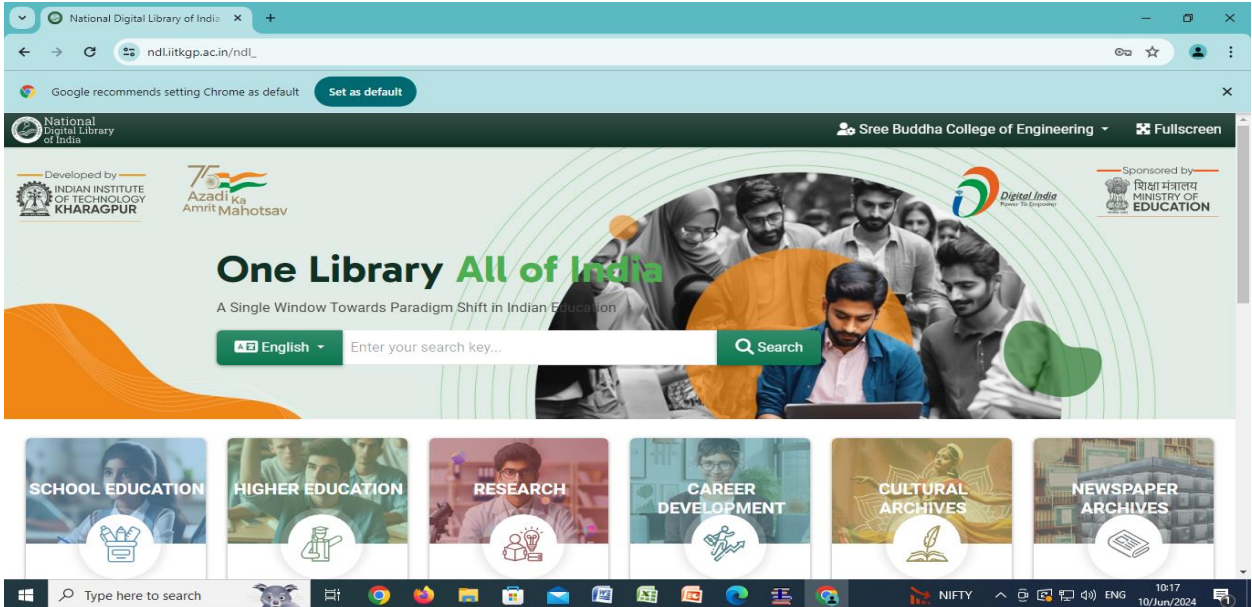 National Digital Library of India
ndl.iitkgp.ac.in/ndl_
Google recommends setting Chrome as default
Set as default
National
Digital Library
of India
Sree Buddha College of Engineering
Fullscreen
Developed by
INDIAN INSTITUTE
OF TECHNOLOGY
KHARAGPUR
75
Azadi Ka
Amrit Mahotsav
Digital India
Power To Empower
Sponsored by
शिक्षा मंत्रालय
MINISTRY OF
EDUCATION
One Library All of India
A Single Window Towards Paradigm Shift in Indian Education
English
Enter your search key...
Search
SCHOOL EDUCATION
HIGHER EDUCATION
RESEARCH
CAREER
DEVELOPMENT
CULTURAL
ARCHIVES
NEWSPAPER
ARCHIVES
Type here to search
NIFTY
ENG
10:17
10/Jun/2024